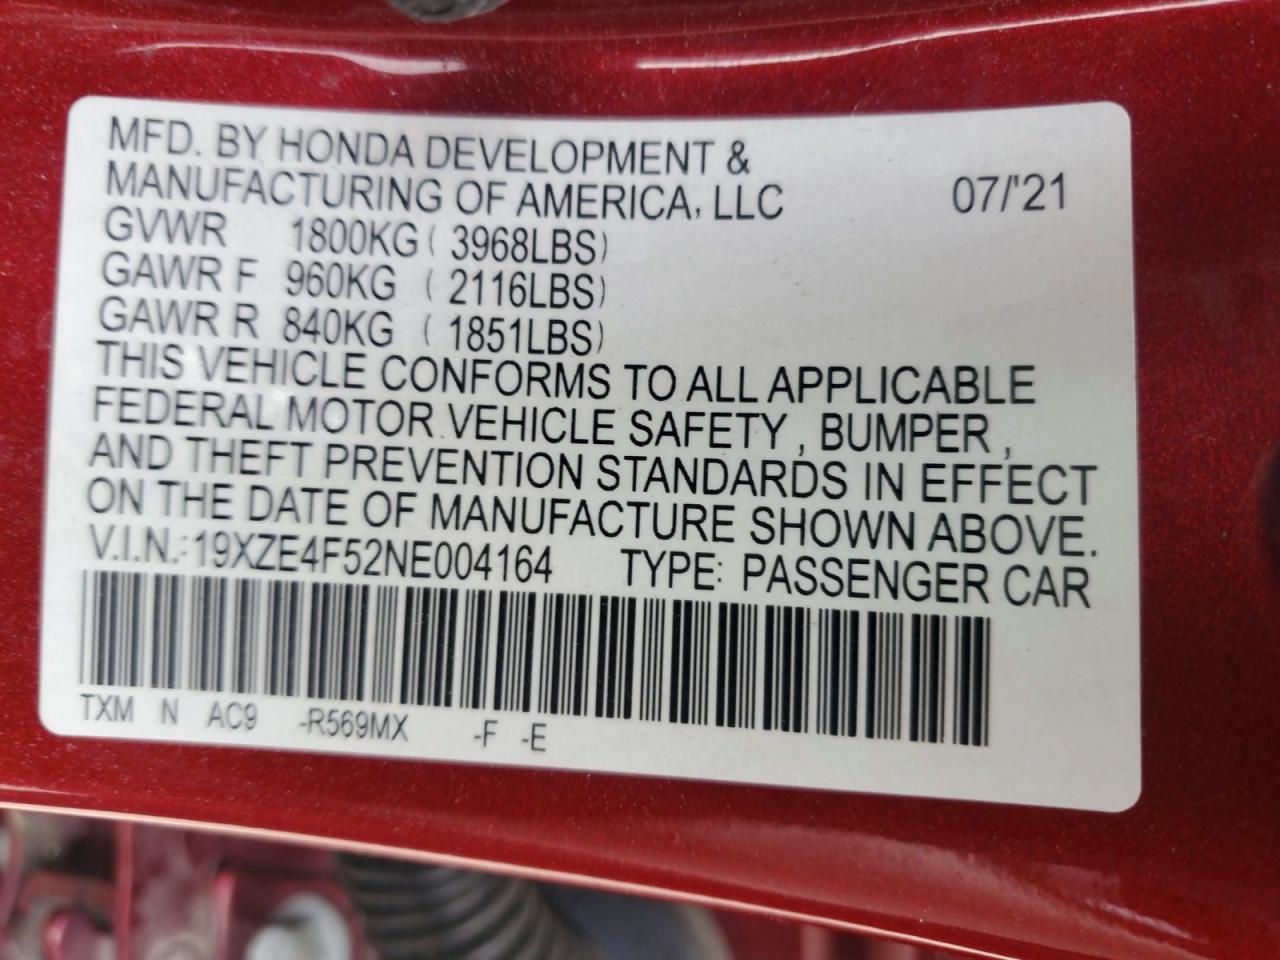 MFD. BY HONDA DEVELOPMENT &
MANUFACTURING OF AMERICA, LLC 07/'21
GVWR 1800KG ( 3968LBS)
GAWR F 960KG ( 2116LBS)
GAWR R 840KG ( 1851LBS)
THIS VEHICLE CONFORMS TO ALL APPLICABLE
FEDERAL MOTOR VEHICLE SAFETY , BUMPER ,
AND THEFT PREVENTION STANDARDS IN EFFECT
ON THE DATE OF MANUFACTURE SHOWN ABOVE.
V.I.N.: 19XZE4F52NE004164 TYPE: PASSENGER CAR
TXM N AC9 -R569MX -F -E